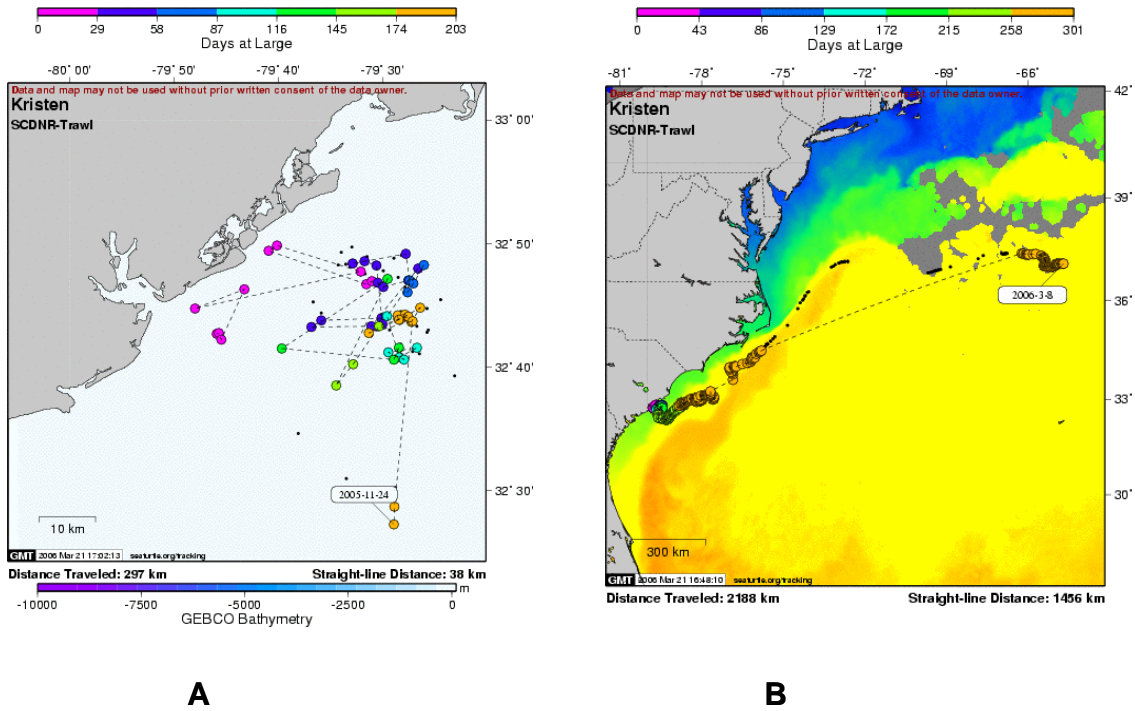 0 29 58 87 116 145 174 203
Days at Large
-80 00' -79 50' -79 40' -79 30'
Data and map may not be used without prior written consent of the data owner.
Kristen
SCDNR-Trawl
33 00'
32 50'
32 40'
32 30'
2005-11-24
10 km
GMT 2006 Mar 21 17:02:13 seaturtle.org/tracking
Distance Traveled: 297 km Straight-line Distance: 38 km
m
-10000 -7500 -5000 -2500 0
GEBCO Bathymetry
A
0 43 86 129 172 215 258 301
Days at Large
-81 -78 -75 -72 -69 -66
Data and map may not be used without prior written consent of the data owner.
Kristen
SCDNR-Trawl
42
39
36
33
30
2006-3-8
300 km
GMT 2006 Mar 21 16:48:10 seaturtle.org/tracking
Distance Traveled: 2188 km Straight-line Distance: 1456 km
B